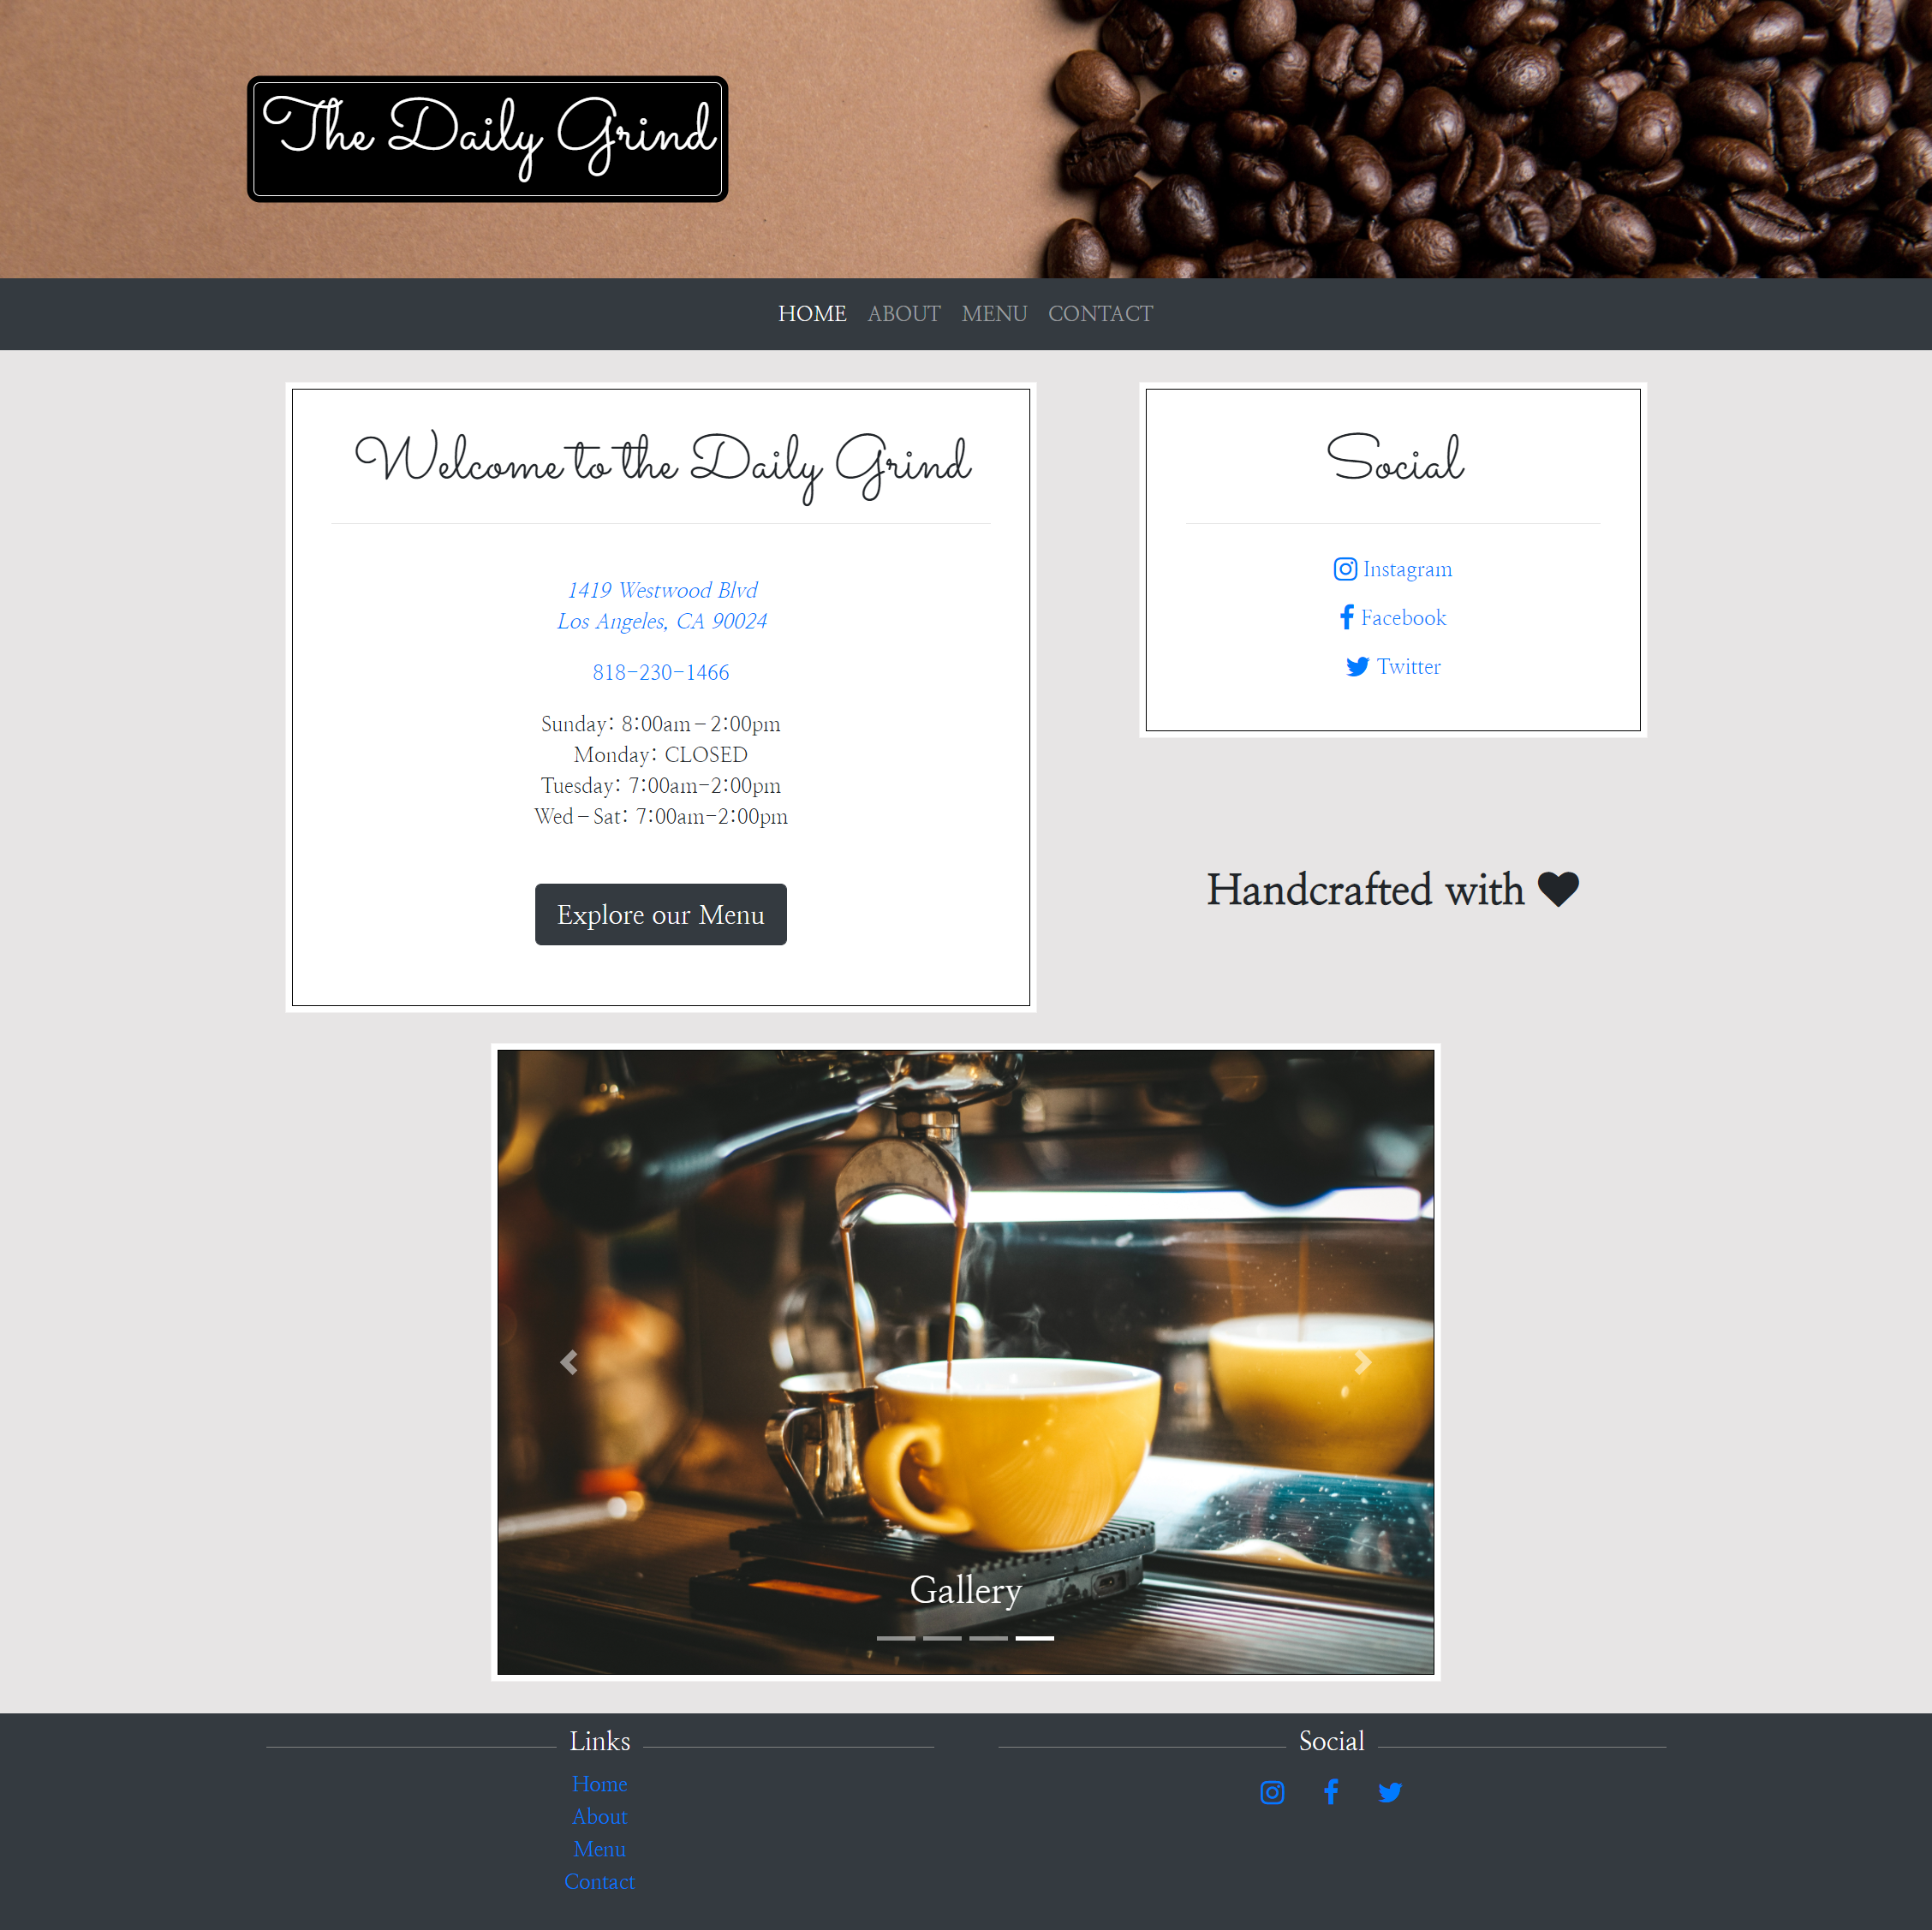 The Daily Grind
HOME ABOUT MENU CONTACT
Welcome to the Daily Grind
1419 Westwood Blvd
Los Angeles, CA 90024
818-230-1466
Sunday: 8:00am-2:00pm
Monday: CLOSED
Tuesday: 7:00am-2:00pm
Wed-Sat: 7:00am-2:00pm
Explore our Menu
Social
Instagram
Facebook
Twitter
Handcrafted with
Gallery
Links
Home
About
Menu
Contact
Social